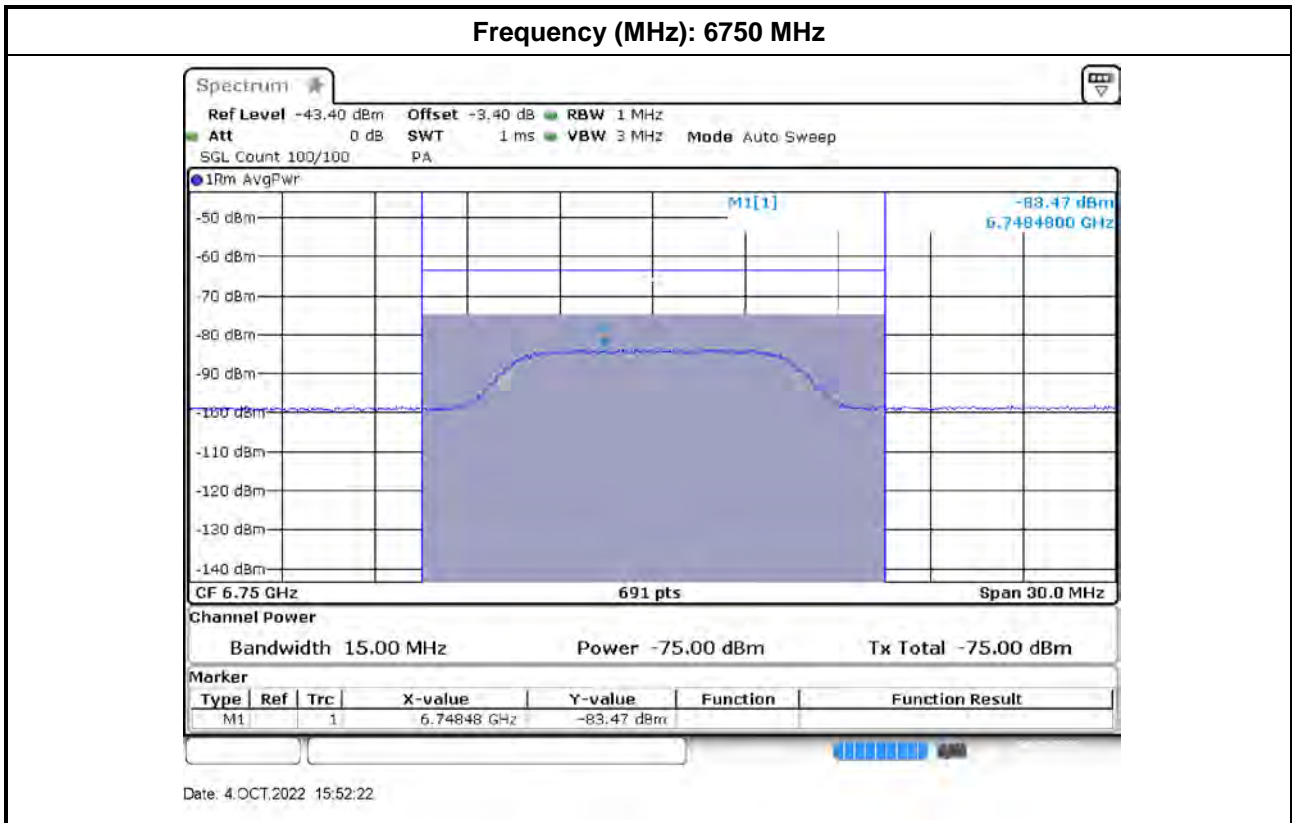 Frequency (MHz): 6750 MHz
Spectrum
Ref Level -43.40 dBm Offset -3.40 dB RBW 1 MHz
Att 0 dB SWT 1 ms VBW 3 MHz Mode Auto Sweep
SGL Count 100/100 PA
1Rm AvgPwr
M1[1] -83.47 dBm
6.7484800 GHz
-50 dBm
-60 dBm
-70 dBm
-80 dBm
-90 dBm
-100 dBm
-110 dBm
-120 dBm
-130 dBm
-140 dBm
CF 6.75 GHz 691 pts Span 30.0 MHz
Channel Power
Bandwidth 15.00 MHz Power -75.00 dBm Tx Total -75.00 dBm
Marker
Type Ref Trc X-value Y-value Function Function Result
M1 1 6.74848 GHz -83.47 dBm
Date: 4.OCT.2022 15:52:22